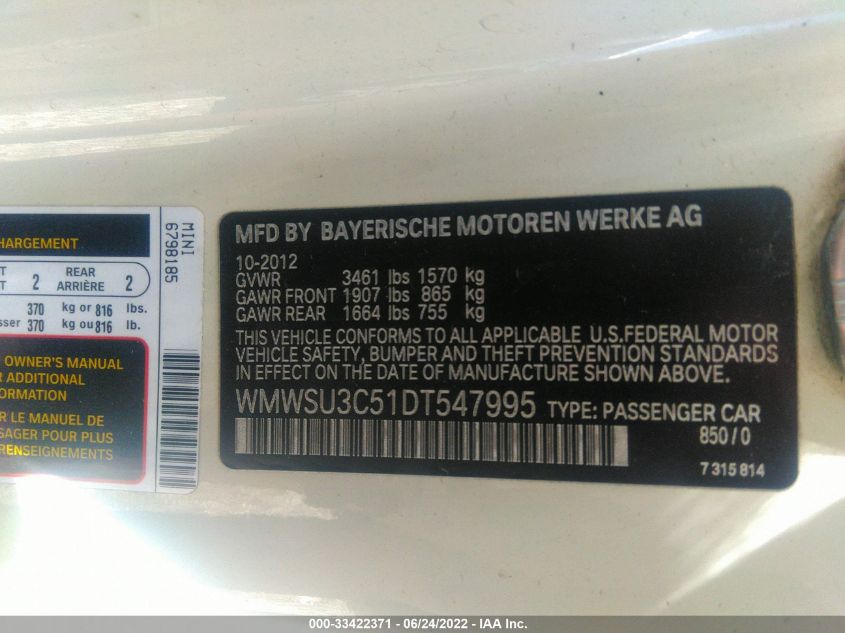 HARGEMENT
2
REAR
ARRIÈRE
2
370 kg or 816 lbs.
370 kg ou 816 lb.
OWNER'S MANUAL
ADDITIONAL
LE MANUEL DE
POUR PLUS
RENSEIGNEMENTS
MINI
6798185
MFD BY BAYERISCHE MOTOREN WERKE AG
10-2012
GVWR 3461 lbs 1570 kg
GAWR FRONT 1907 lbs 865 kg
GAWR REAR 1664 lbs 755 kg
THIS VEHICLE CONFORMS TO ALL APPLICABLE U.S.FEDERAL MOTOR
VEHICLE SAFETY, BUMPER AND THEFT PREVENTION STANDARDS
IN EFFECT ON THE DATE OF MANUFACTURE SHOWN ABOVE.
WMWSU3C51DT547995 TYPE: PASSENGER CAR
850/0
7 315 814
000-33422371 - 06/24/2022 - IAA Inc.